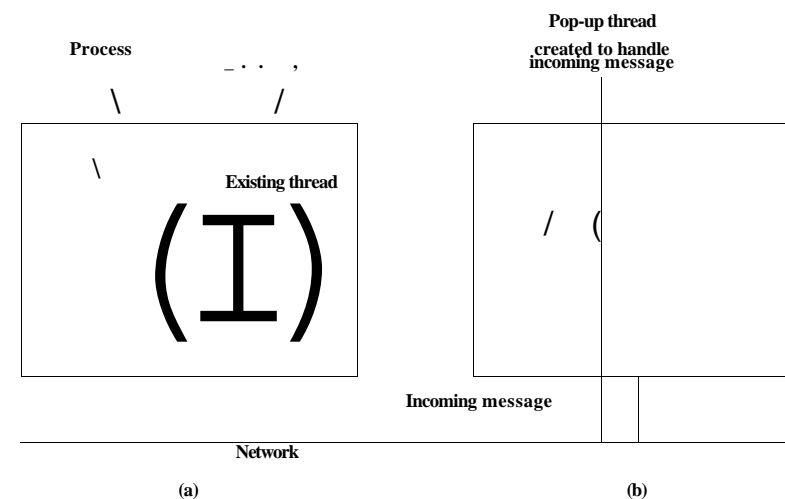 Pop-up thread
Process
created to handle
incoming message
Existing thread
Incoming message
Network
(a)
(b)